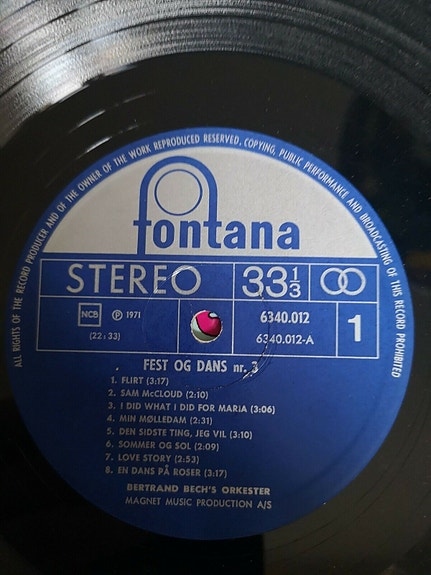 ALL RIGHTS OF THE RECORD PRODUCER AND OF THE OWNER OF THE WORK REPRODUCED RESERVED. COPYING, PUBLIC PERFORMANCE AND BROADCASTING OF THIS RECORD PROHIBITED
fontana
STEREO 33 1/3
NCB ℗ 1971 6340.012 1
(22:33) 6340.012-A
FEST OG DANS nr. 3
1. FLIRT (3:17)
2. SAM McCLOUD (2:10)
3. I DID WHAT I DID FOR MARIA (3:06)
4. MIN MØLLEDAM (2:31)
5. DEN SIDSTE TING, JEG VIL (3:10)
6. SOMMER OG SOL (2:09)
7. LOVE STORY (2:53)
8. EN DANS PÅ ROSER (3:17)
BERTRAND BECH'S ORKESTER
MAGNET MUSIC PRODUCTION A/S